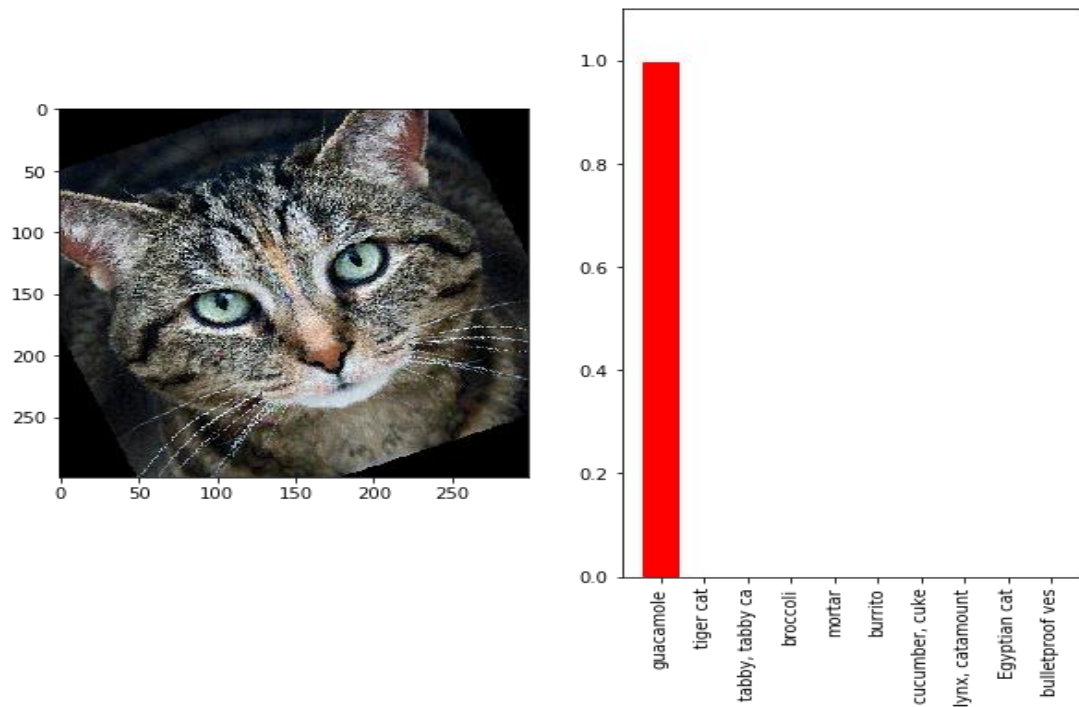 0
50
100
150
200
250
0 50 100 150 200 250
1.0
0.8
0.6
0.4
0.2
0.0
guacamole
tiger cat
tabby, tabby ca
broccoli
mortar
burrito
cucumber, cuke
lynx, catamount
Egyptian cat
bulletproof ves